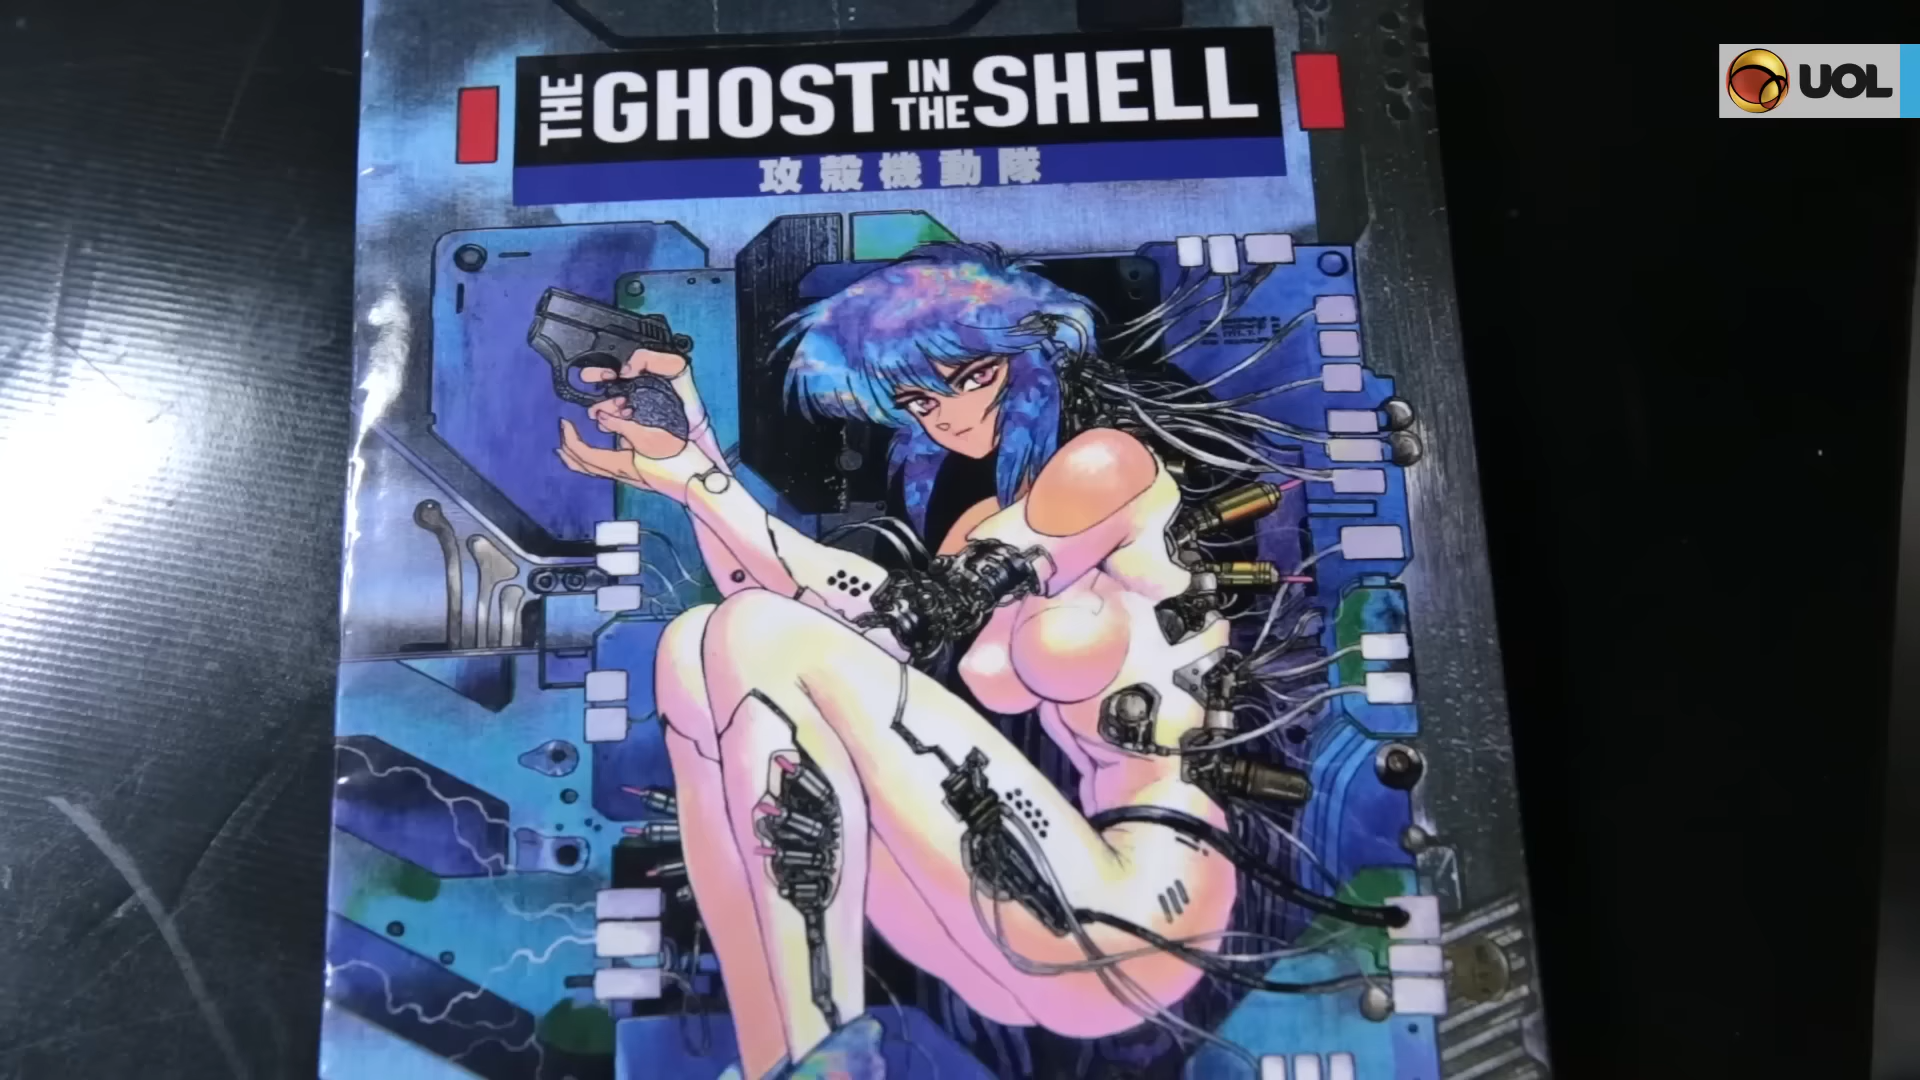 THE GHOST IN THE SHELL
攻殻機動隊
UOL